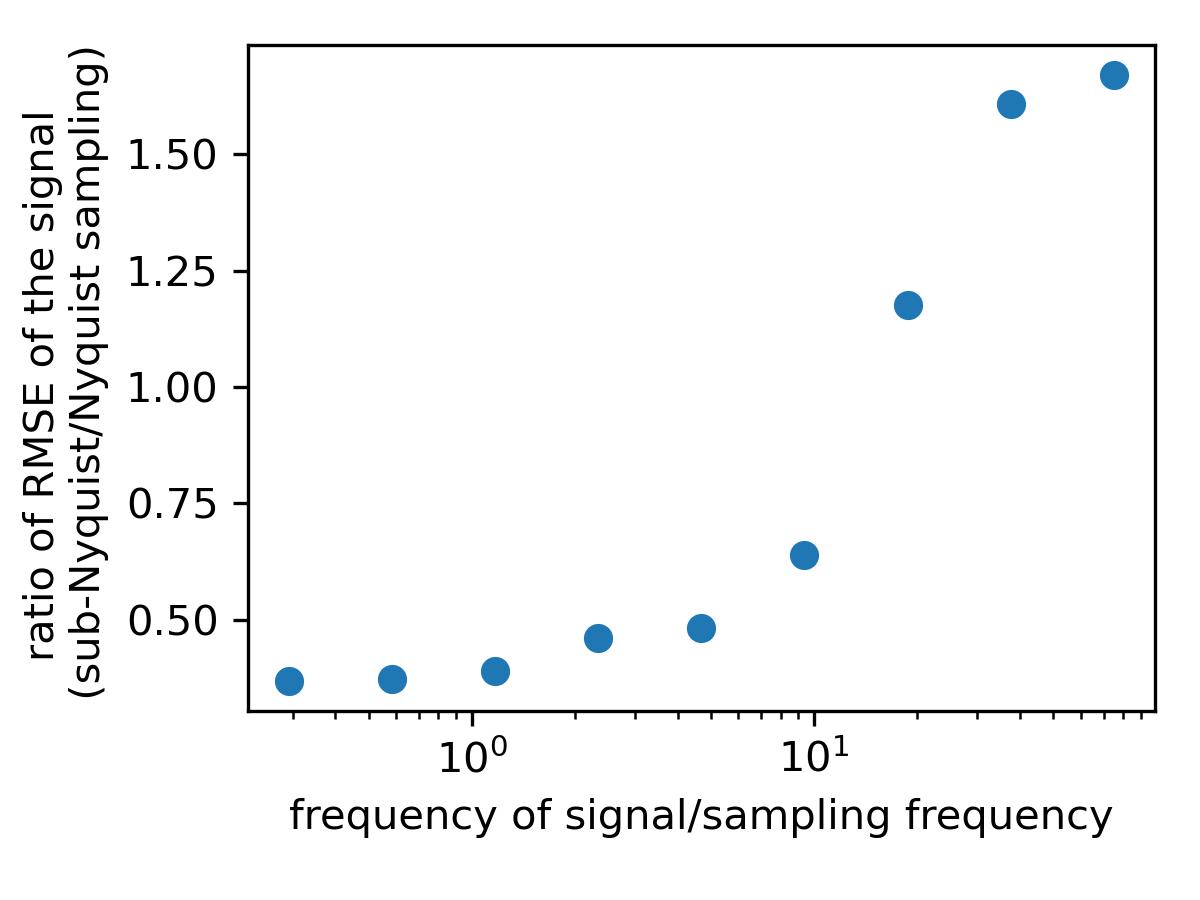 ratio of RMSE of the signal
(sub-Nyquist/Nyquist sampling)
1.50
1.25
1.00
0.75
0.50
10⁰
10¹
frequency of signal/sampling frequency